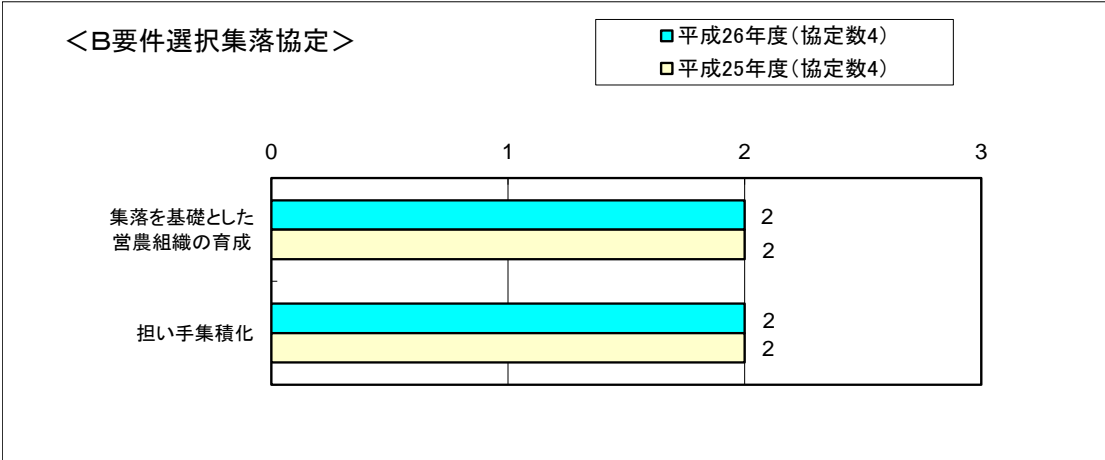 ＜B要件選択集落協定＞
平成26年度（協定数4）
平成25年度（協定数4）
0 1 2 3
集落を基礎とした
営農組織の育成
2
2
担い手集積化
2
2